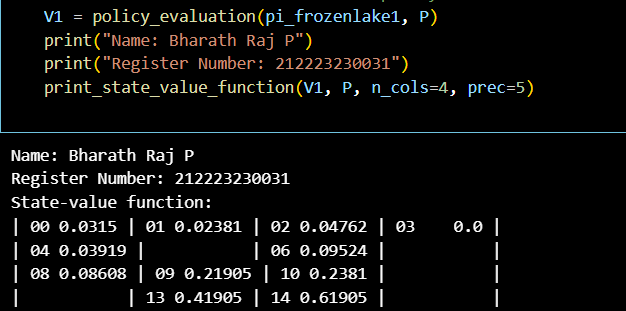 V1 = policy_evaluation(pi_frozenlake1, P)
print("Name: Bharath Raj P")
print("Register Number: 212223230031")
print_state_value_function(V1, P, n_cols=4, prec=5)
Name: Bharath Raj P
Register Number: 212223230031
State-value function:
| 00 0.0315 | 01 0.02381 | 02 0.04762 | 03    0.0 |
| 04 0.03919 |           | 06 0.09524 |           |
| 08 0.08608 | 09 0.21905 | 10 0.2381 |           |
|           | 13 0.41905 | 14 0.61905 |           |